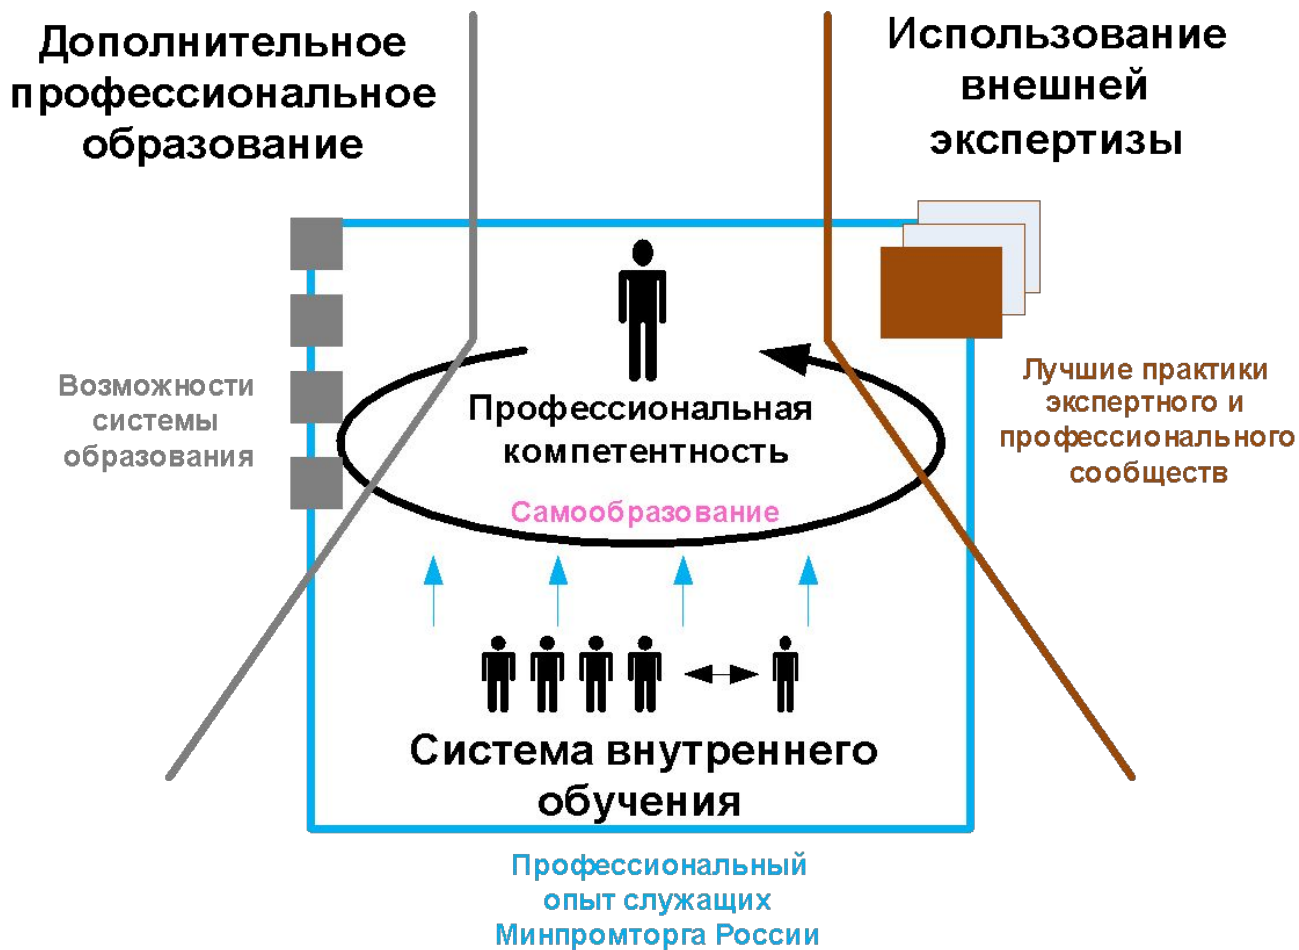 Дополнительное
профессиональное
образование
Использование
внешней
экспертизы
Возможности
системы
образования
Профессиональная
компетентность
Самообразование
Лучшие практики
экспертного и
профессионального
сообществ
Система внутреннего
обучения
Профессиональный
опыт служащих
Минпромторга России